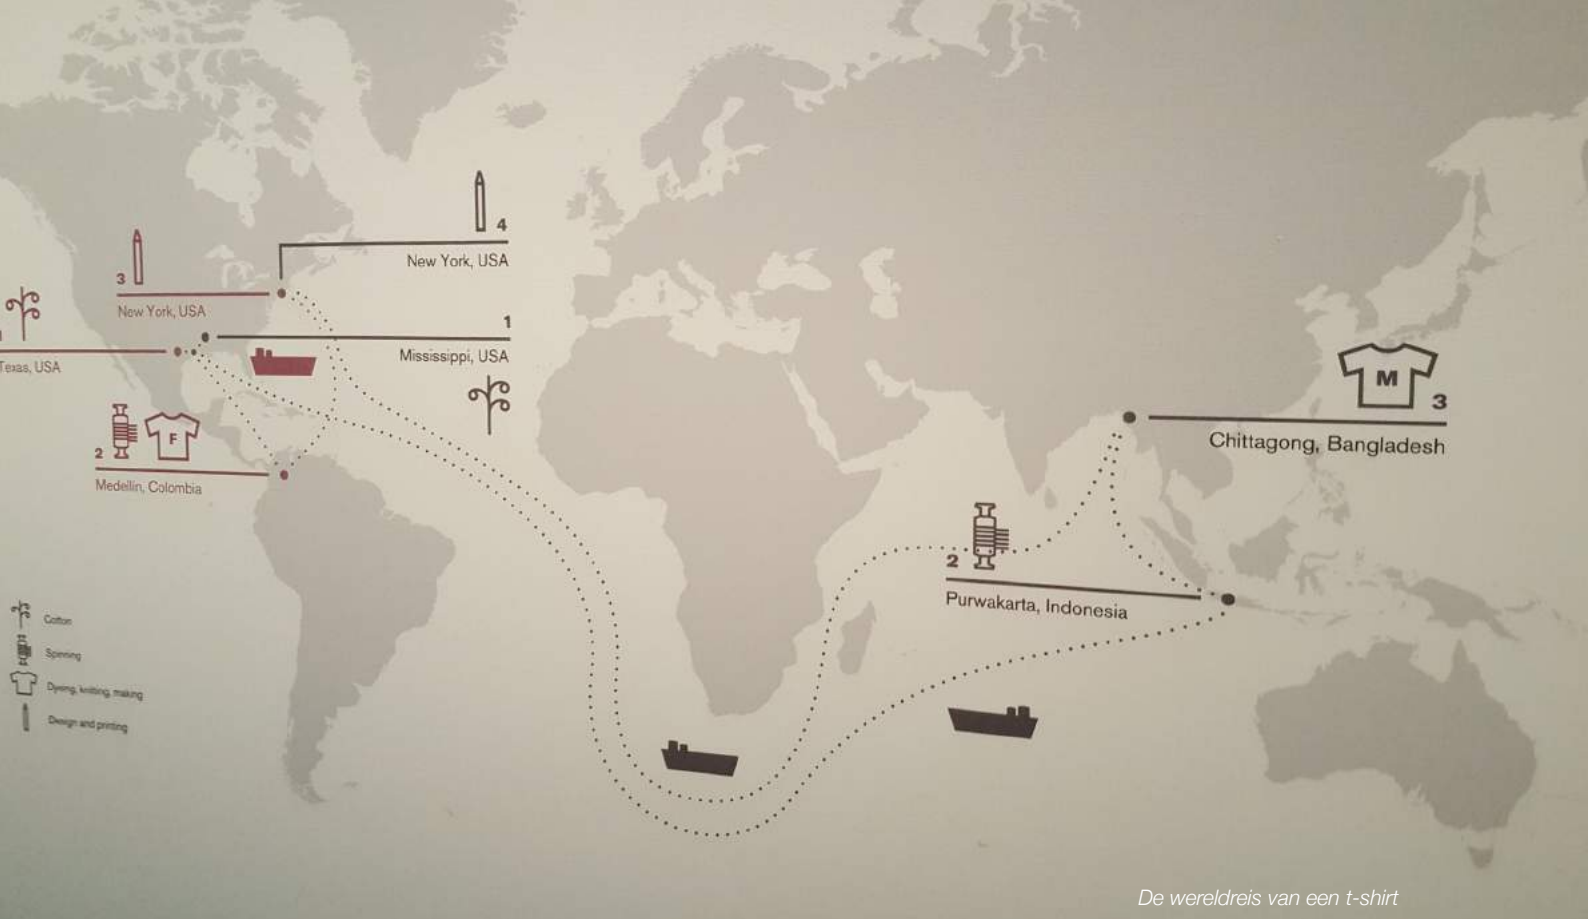 4
New York, USA
3
New York, USA
1
Mississippi, USA
Texas, USA
F
2
Medellin, Colombia
M
3
Chittagong, Bangladesh
2
Purwakarta, Indonesia
Cotton
Spinning
Dyeing, knitting, making
Design and printing
De wereldreis van een t-shirt